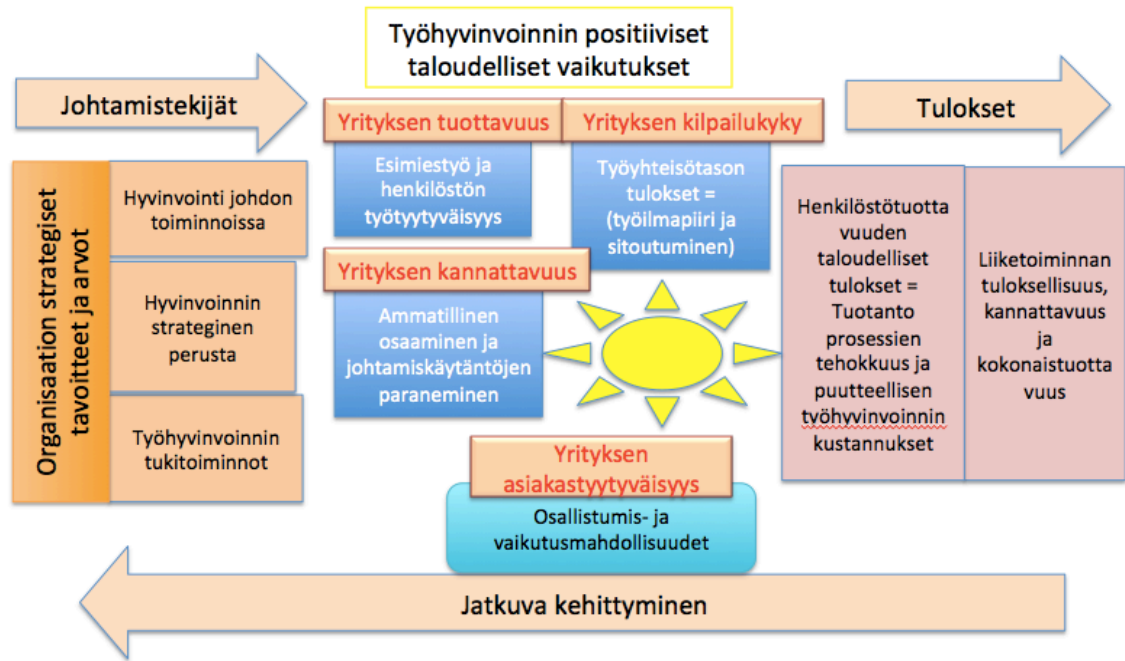 Työhyvinvoinnin positiiviset
taloudelliset vaikutukset
Johtamistekijät
Tulokset
Yrityksen tuottavuus
Yrityksen kilpailukyky
Organisaation strategiset
tavoitteet ja arvot
Hyvinvointi johdon
toiminnoissa
Hyvinvoinnin
strateginen
perusta
Työhyvinvoinnin
tukitoiminnot
Esimiestyö ja
henkilöstön
työtyytyväisyys
Työyhteisötason
tulokset =
(työilmapiiri ja
sitoutuminen)
Yrityksen kannattavuus
Ammatillinen
osaaminen ja
johtamiskäytäntöjen
paraneminen
Yrityksen
asiakastyytyväisyys
Osallistumis- ja
vaikutusmahdollisuudet
Henkilöstötuotta
vuuden
taloudelliset
tulokset =
Tuotanto
prosessien
tehokkuus ja
puutteellisen
työhyvinvoinnin
kustannukset
Liiketoiminnan
tuloksellisuus,
kannattavuus
ja
kokonaistuotta
vuus
Jatkuva kehittyminen